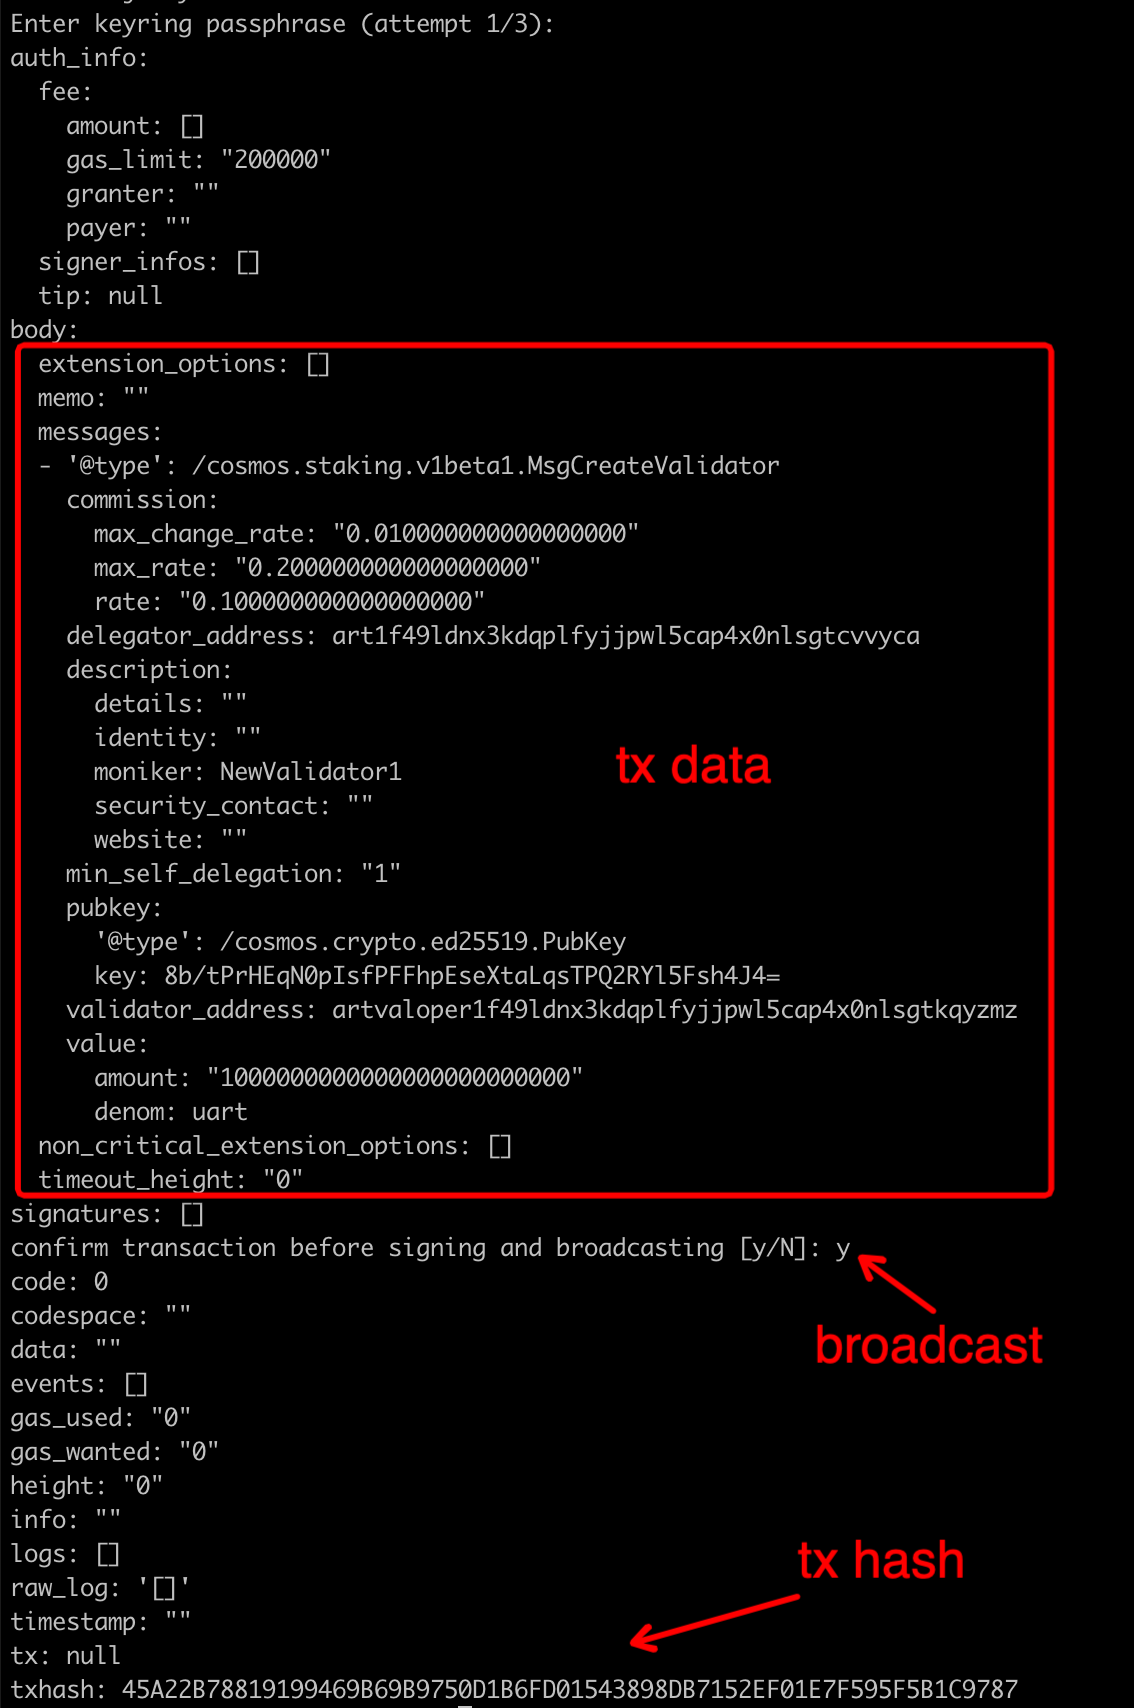 Enter keyring passphrase (attempt 1/3):
auth_info:
  fee:
    amount: []
    gas_limit: "200000"
    granter: ""
    payer: ""
  signer_infos: []
  tip: null
body:
  extension_options: []
  memo: ""
  messages:
  - '@type': /cosmos.staking.v1beta1.MsgCreateValidator
    commission:
      max_change_rate: "0.010000000000000000"
      max_rate: "0.200000000000000000"
      rate: "0.100000000000000000"
    delegator_address: art1f49ldnx3kdqplfyjjpwl5cap4x0nlsgtcvvyca
    description:
      details: ""
      identity: ""
      moniker: NewValidator1
tx data
      security_contact: ""
      website: ""
    min_self_delegation: "1"
    pubkey:
      '@type': /cosmos.crypto.ed25519.PubKey
      key: 8b/tPrHEqN0pIsfPFFhpEseXtaLqsTPQ2RYl5Fsh4J4=
    validator_address: artvaloper1f49ldnx3kdqplfyjjpwl5cap4x0nlsgtkqyzmz
    value:
      amount: "1000000000000000000000000"
      denom: uart
  non_critical_extension_options: []
  timeout_height: "0"
signatures: []
confirm transaction before signing and broadcasting [y/N]: y
code: 0
codespace: ""
broadcast
data: ""
events: []
gas_used: "0"
gas_wanted: "0"
height: "0"
info: ""
logs: []
tx hash
raw_log: '[]'
timestamp: ""
tx: null
txhash: 45A22B78819199469B69B9750D1B6FD01543898DB7152EF01E7F595F5B1C9787